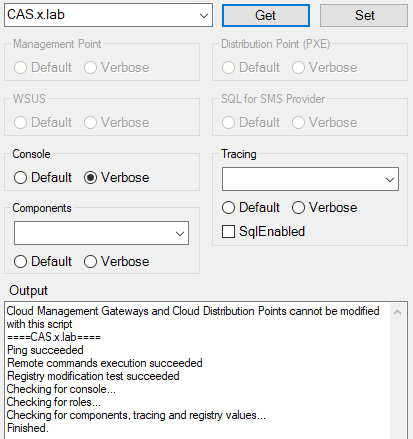 CAS.x.lab
Get
Set
Management Point
Default Verbose
Distribution Point (PXE)
Default Verbose
WSUS
Default Verbose
SQL for SMS Provider
Default Verbose
Console
Default Verbose
Tracing
Default Verbose
SqlEnabled
Components
Default Verbose
Output
Cloud Management Gateways and Cloud Distribution Points cannot be modified
with this script
====CAS.x.lab====
Ping succeeded
Remote commands execution succeeded
Registry modification test succeeded
Checking for console...
Checking for roles...
Checking for components, tracing and registry values...
Finished.